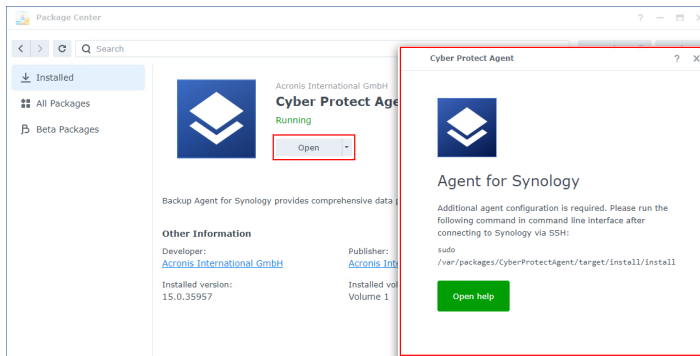 Package Center
Search
Cyber Protect Agent
Installed
All Packages
Beta Packages
Acronis International GmbH
Cyber Protect Age
Running
Open
Backup Agent for Synology provides comprehensive data p
Other Information
Developer:
Publisher:
Acronis International GmbH
Acronis Inte
Installed version:
Installed vol
15.0.35957
Volume 1
Agent for Synology
Additional agent configuration is required. Please run the
following command in command line interface after
connecting to Synology via SSH:
sudo
/var/packages/CyberProtectAgent/target/install/install
Open help